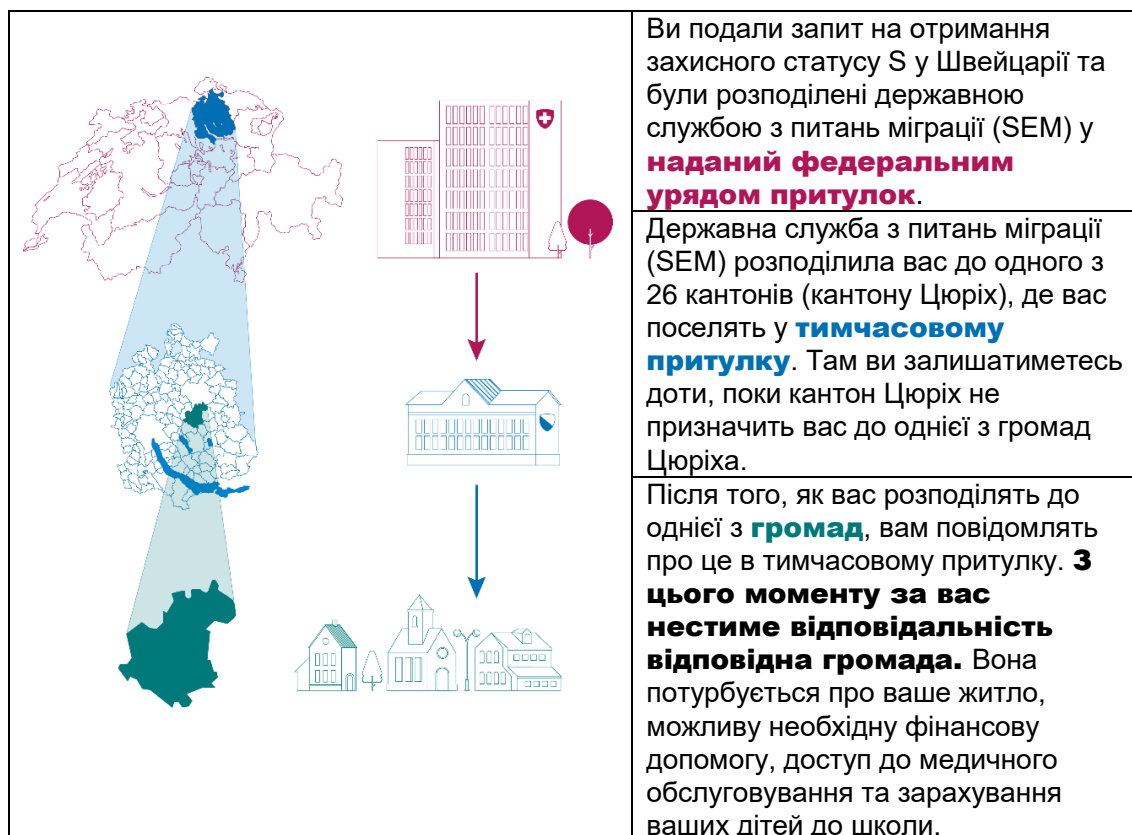 Ви подали запит на отримання
захисного статусу S у Швейцарії та
були розподілені державною
службою з питань міграції (SEM) у
наданий федеральним
урядом притулок.
Державна служба з питань міграції
(SEM) розподілила вас до одного з
26 кантонів (кантону Цюріх), де вас
поселять у тимчасовому
притулку. Там ви залишатиметесь
доти, поки кантон Цюріх не
призначить вас до однієї з громад
Цюріха.
Після того, як вас розподілять до
однієї з громад, вам повідомлять
про це в тимчасовому притулку. З
цього моменту за вас
нестиме відповідальність
відповідна громада. Вона
потурбується про ваше житло,
можливу необхідну фінансову
допомогу, доступ до медичного
обслуговування та зарахування
ваших дітей до школи.